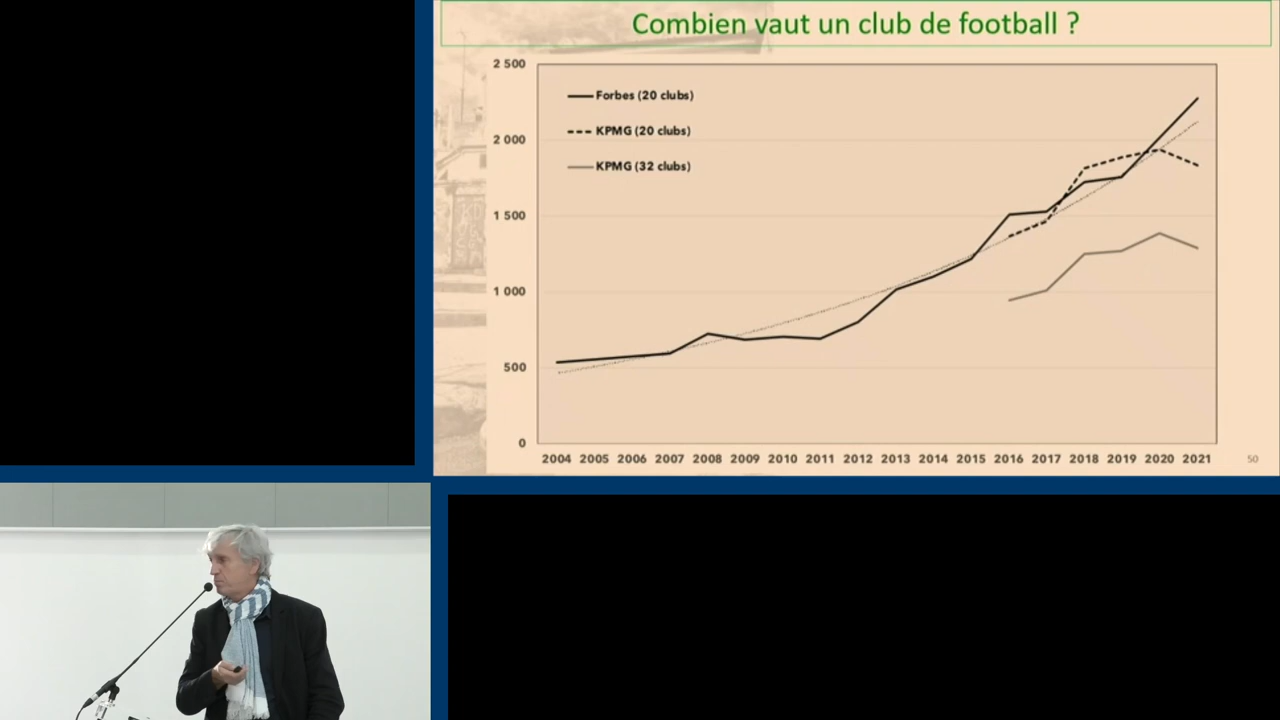 Combien vaut un club de football ?
2 500
Forbes (20 clubs)
KPMG (20 clubs)
2 000
KPMG (32 clubs)
1 500
1 000
500
0
2004 2005 2006 2007 2008 2009 2010 2011 2012 2013 2014 2015 2016 2017 2018 2019 2020 2021
50